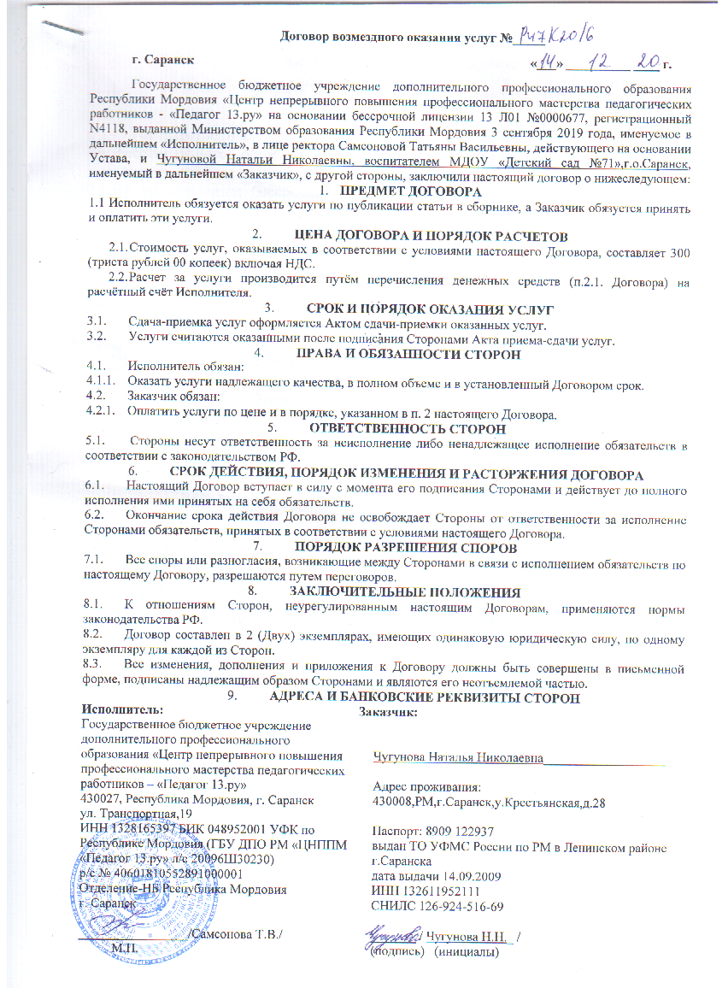 Договор возмездного оказания услуг № Р417К20/6
г. Саранск «14» 12 20 г.
Государственное бюджетное учреждение дополнительного профессионального образования
Республики Мордовия «Центр непрерывного повышения профессионального мастерства педагогических
работников - «Педагог 13.ру» на основании бессрочной лицензии 13 Л01 №0000677, регистрационный
N4118, выданной Министерством образования Республики Мордовия 3 сентября 2019 года, именуемое в
дальнейшем «Исполнитель», в лице ректора Самсоновой Татьяны Васильевны, действующего на основании
Устава, и Чугуновой Натальи Николаевны, воспитателем МДОУ «Детский сад №71»,г.о.Саранск,
именуемый в дальнейшем «Заказчик», с другой стороны, заключили настоящий договор о нижеследующем:
1. ПРЕДМЕТ ДОГОВОРА
1.1 Исполнитель обязуется оказать услуги по публикации статьи в сборнике, а Заказчик обязуется принять
и оплатить эти услуги.
2. ЦЕНА ДОГОВОРА И ПОРЯДОК РАСЧЕТОВ
2.1.Стоимость услуг, оказываемых в соответствии с условиями настоящего Договора, составляет 300
(триста рублей 00 копеек) включая НДС.
2.2.Расчет за услуги производится путём перечисления денежных средств (п.2.1. Договора) на
расчётный счёт Исполнителя.
3. СРОК И ПОРЯДОК ОКАЗАНИЯ УСЛУГ
3.1. Сдача-приемка услуг оформляется Актом сдачи-приемки оказанных услуг.
3.2. Услуги считаются оказанными после подписания Сторонами Акта приема-сдачи услуг.
4. ПРАВА И ОБЯЗАННОСТИ СТОРОН
4.1. Исполнитель обязан:
4.1.1. Оказать услуги надлежащего качества, в полном объеме и в установленный Договором срок.
4.2. Заказчик обязан:
4.2.1. Оплатить услуги по цене и в порядке, указанном в п. 2 настоящего Договора.
5. ОТВЕТСТВЕННОСТЬ СТОРОН
5.1. Стороны несут ответственность за неисполнение либо ненадлежащее исполнение обязательств в
соответствии с законодательством РФ.
6. СРОК ДЕЙСТВИЯ, ПОРЯДОК ИЗМЕНЕНИЯ И РАСТОРЖЕНИЯ ДОГОВОРА
6.1. Настоящий Договор вступает в силу с момента его подписания Сторонами и действует до полного
исполнения ими принятых на себя обязательств.
6.2. Окончание срока действия Договора не освобождает Стороны от ответственности за исполнение
Сторонами обязательств, принятых в соответствии с условиями настоящего Договора.
7. ПОРЯДОК РАЗРЕШЕНИЯ СПОРОВ
7.1. Все споры или разногласия, возникающие между Сторонами в связи с исполнением обязательств по
настоящему Договору, разрешаются путем переговоров.
8. ЗАКЛЮЧИТЕЛЬНЫЕ ПОЛОЖЕНИЯ
8.1. К отношениям Сторон, неурегулированным настоящим Договорам, применяются нормы
законодательства РФ.
8.2. Договор составлен в 2 (Двух) экземплярах, имеющих одинаковую юридическую силу, по одному
экземпляру для каждой из Сторон.
8.3. Все изменения, дополнения и приложения к Договору должны быть совершены в письменной
форме, подписаны надлежащим образом Сторонами и являются его неотъемлемой частью.
9. АДРЕСА И БАНКОВСКИЕ РЕКВИЗИТЫ СТОРОН
Исполнитель:
Государственное бюджетное учреждение
дополнительного профессионального
образования «Центр непрерывного повышения
профессионального мастерства педагогических
работников – «Педагог 13.ру»
430027, Республика Мордовия, г. Саранск
ул. Транспортная,19
ИНН 1328165397 БИК 048952001 УФК по
Республике Мордовия (ГБУ ДПО РМ «ЦНППМ
«Педагог 13.ру» л/с 20096Ш30230)
р/с № 40601810552891000001
Отделение-НБ Республика Мордовия
г. Саранск
/Самсонова Т.В./
М.П.
Заказчик:
Чугунова Наталья Николаевна
Адрес проживания:
430008,РМ,г.Саранск,у.Крестьянская,д.28
Паспорт: 8909 122937
выдан ТО УФМС России по РМ в Ленинском районе
г.Саранска
дата выдачи 14.09.2009
ИНН 132611952111
СНИЛС 126-924-516-69
Чугунова / Чугунова Н.Н. /
(подпись) (инициалы)